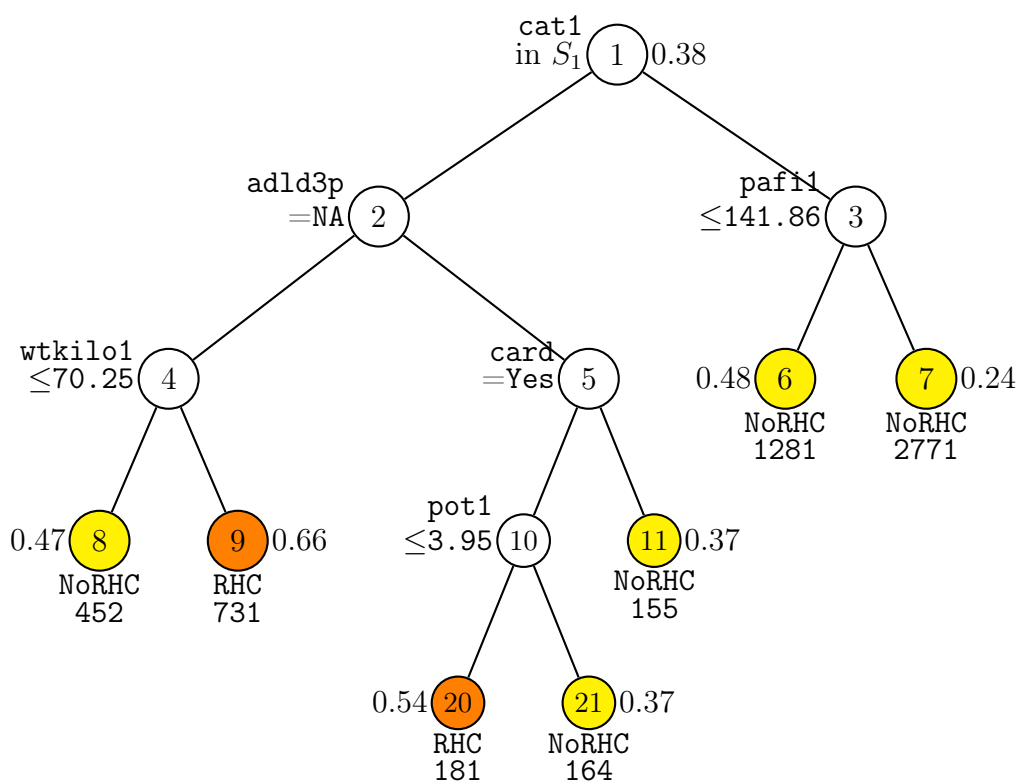 cat1
in S₁ 1 0.38
adld3p
=NA 2
pafi1
≤141.86 3
wtkilo1
≤70.25 4
card
=Yes 5
0.48 6
NoRHC
1281
7 0.24
NoRHC
2771
0.47 8
NoRHC
452
9 0.66
RHC
731
pot1
≤3.95 10
11 0.37
NoRHC
155
0.54 20
RHC
181
21 0.37
NoRHC
164